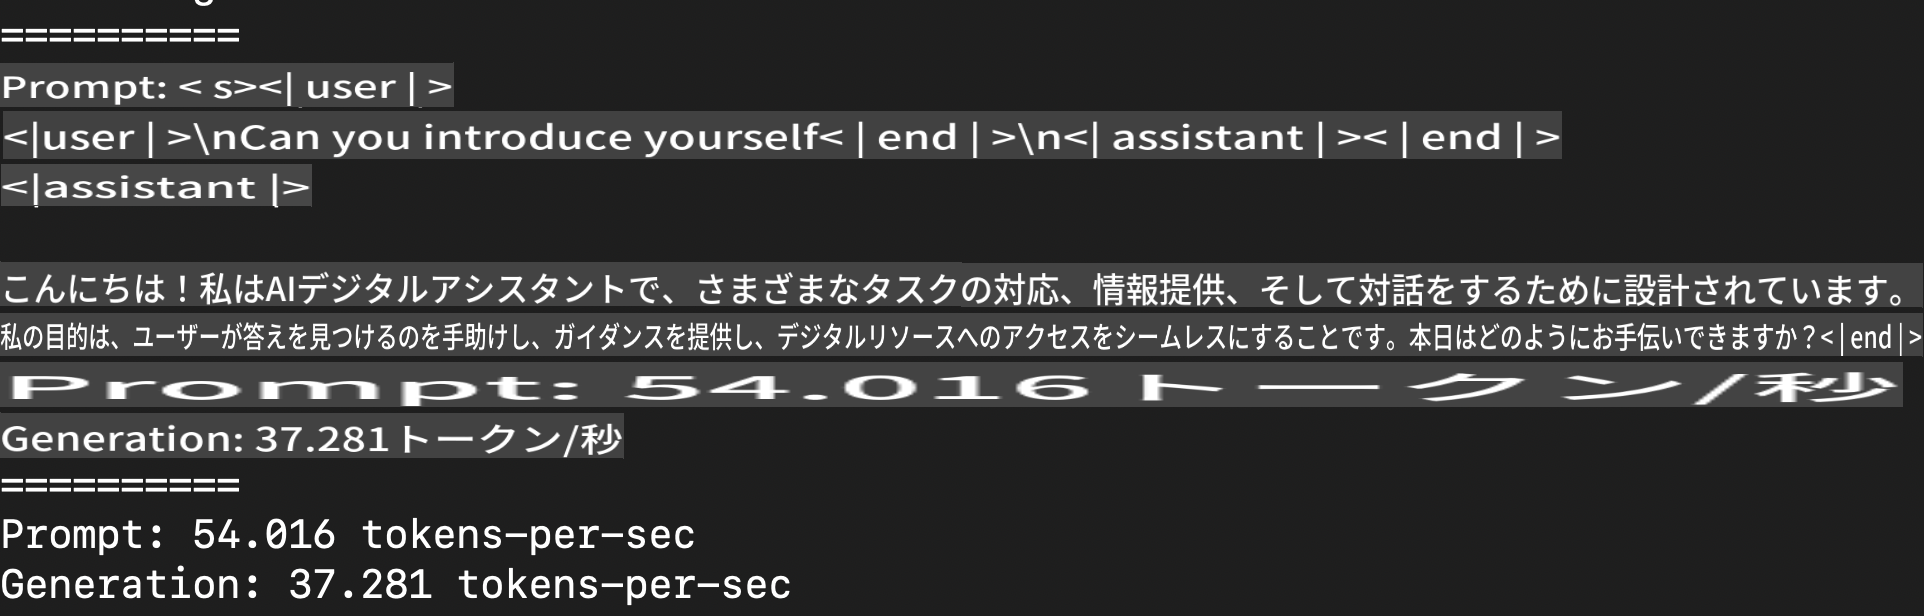 ==========
Prompt: < s><| user | >
<|user | >\nCan you introduce yourself< | end | >\n<| assistant | >< | end | >
<|assistant |>
こんにちは！私はAIデジタルアシスタントで、さまざまなタスクの対応、情報提供、そして対話をするために設計されています。
私の目的は、ユーザーが答えを見つけるのを手助けし、ガイダンスを提供し、デジタルリソースへのアクセスをシームレスにすることです。本日はどのようにお手伝いできますか？< | end | >
Prompt: 54.016 トークン/秒
Generation: 37.281トークン/秒
==========
Prompt: 54.016 tokens-per-sec
Generation: 37.281 tokens-per-sec